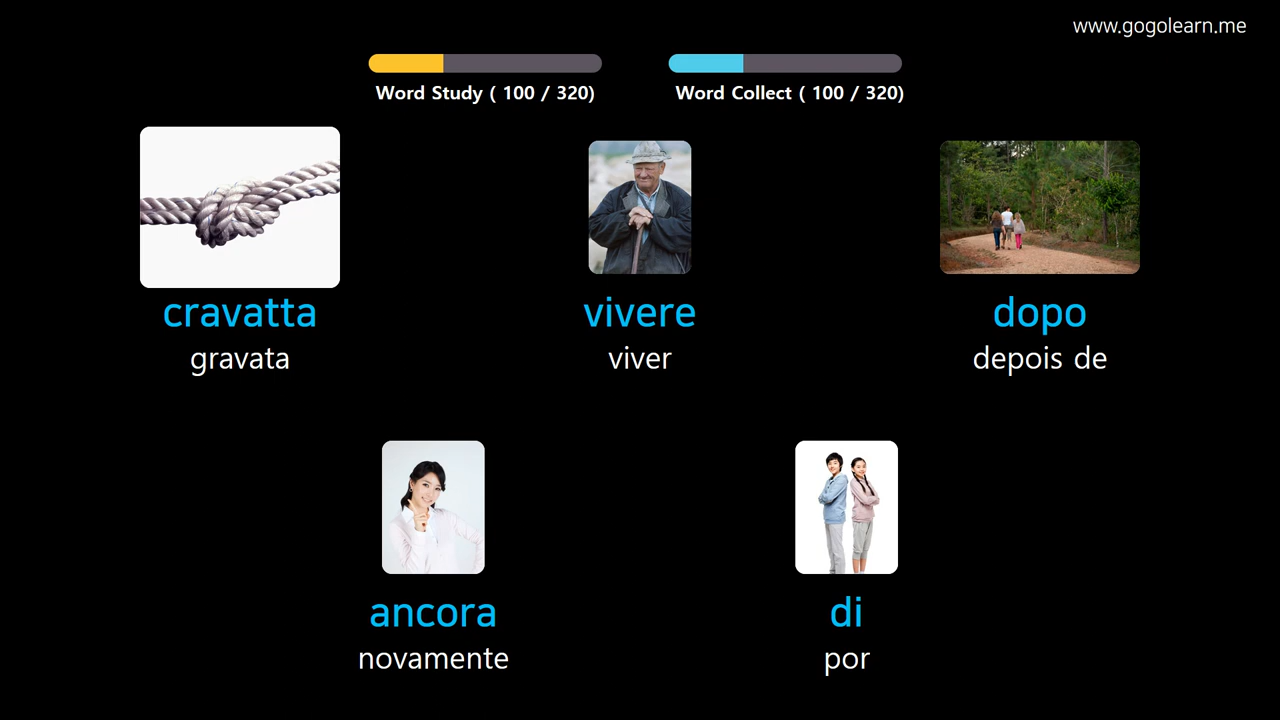 www.gogolearn.me
Word Study ( 100 / 320)
Word Collect ( 100 / 320)
cravatta
gravata
vivere
viver
dopo
depois de
ancora
novamente
di
por